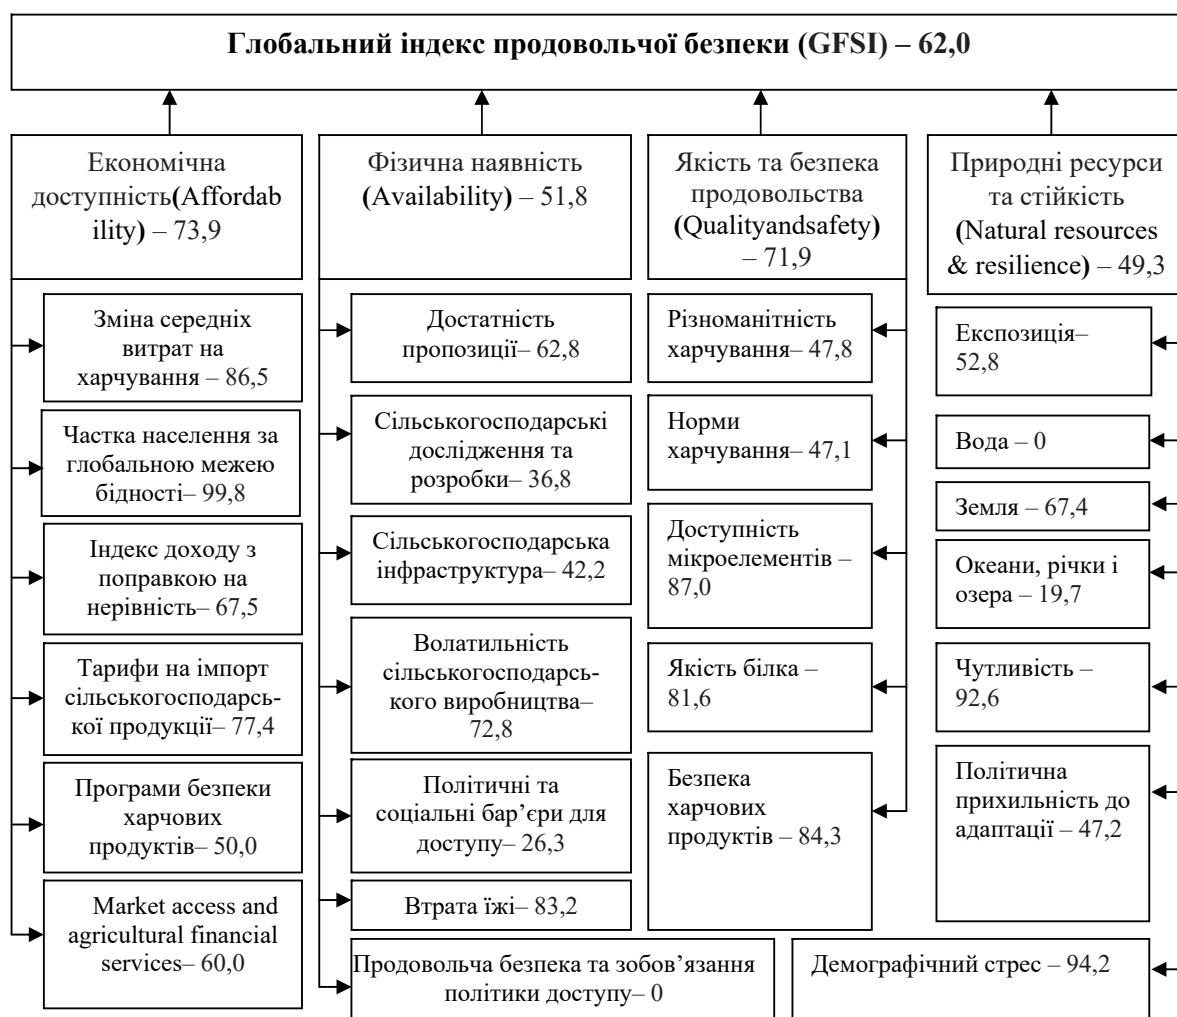 Глобальний індекс продовольчої безпеки (GFSI) – 62,0
Економічна
доступність(Affordab
ility) – 73,9
Зміна середніх
витрат на
харчування – 86,5
Частка населення за
глобальною межею
бідності– 99,8
Індекс доходу з
поправкою на
нерівність– 67,5
Тарифи на імпорт
сільськогосподарсь-
кої продукції– 77,4
Програми безпеки
харчових
продуктів– 50,0
Market access and
agricultural financial
services– 60,0
Фізична наявність
(Availability) – 51,8
Достатність
пропозиції– 62,8
Сільськогосподарські
дослідження та
розробки– 36,8
Сільськогосподарська
інфраструктура– 42,2
Волатильність
сільськогосподарсь-
кого виробництва–
72,8
Політичні та
соціальні бар’єри для
доступу– 26,3
Втрата їжі– 83,2
Продовольча безпека та зобов’язання
політики доступу– 0
Якість та безпека
продовольства
(Qualityandsafety)
– 71,9
Різноманітність
харчування– 47,8
Норми
харчування– 47,1
Доступність
мікроелементів –
87,0
Якість білка –
81,6
Безпека
харчових
продуктів – 84,3
Природні ресурси
та стійкість
(Natural resources
& resilience) – 49,3
Експозиція–
52,8
Вода – 0
Земля – 67,4
Океани, річки і
озера – 19,7
Чутливість –
92,6
Політична
прихильність до
адаптації – 47,2
Демографічний стрес – 94,2